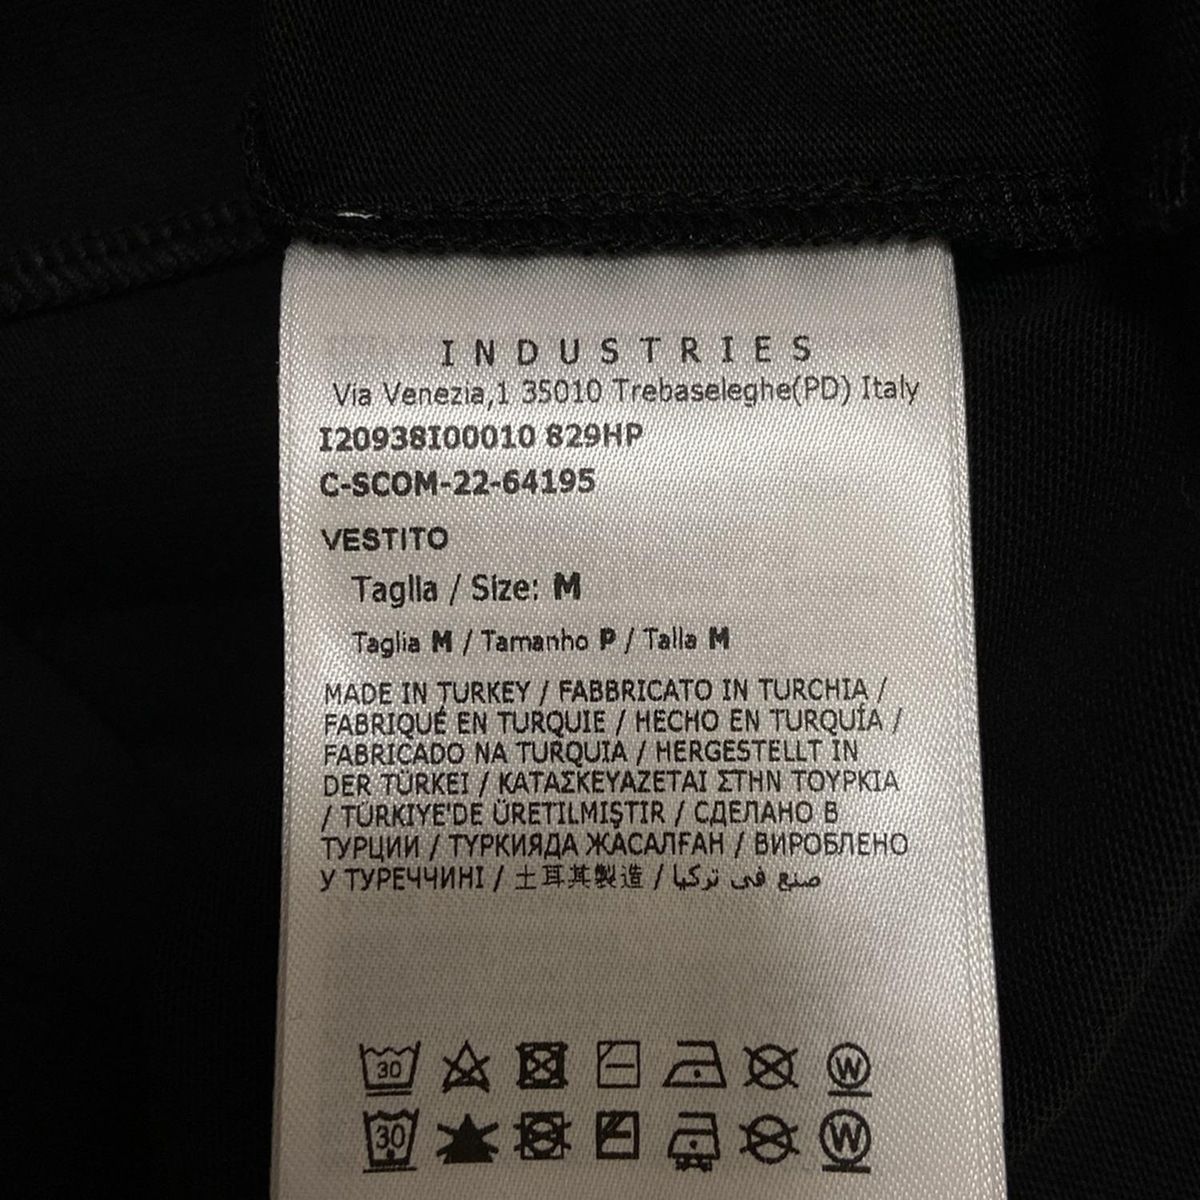 INDUSTRIES
Via Venezia,1 35010 Trebaseleghe(PD) Italy
I20938I00010 829HP
C-SCOM-22-64195
VESTITO
Taglia / Size: M
Taglia M / Tamanho P / Talla M
MADE IN TURKEY / FABBRICATO IN TURCHIA /
FABRIQUÉ EN TURQUIE / HECHO EN TURQUÍA /
FABRICADO NA TURQUIA / HERGESTELLT IN
DER TÜRKEI / ΚΑΤΑΣΚΕΥΑΖΕΤΑΙ ΣΤΗΝ ΤΟΥΡΚΙΑ
/ TÜRKIYE'DE ÜRETILMIŞTIR / СДЕЛАНО В
ТУРЦИИ / ТҮРКИЯДА ЖАСАЛҒАН / ВИРОБЛЕНО
У ТУРЕЧЧИНІ / 土耳其製造 / صنع في تركيا
30 W
30 W